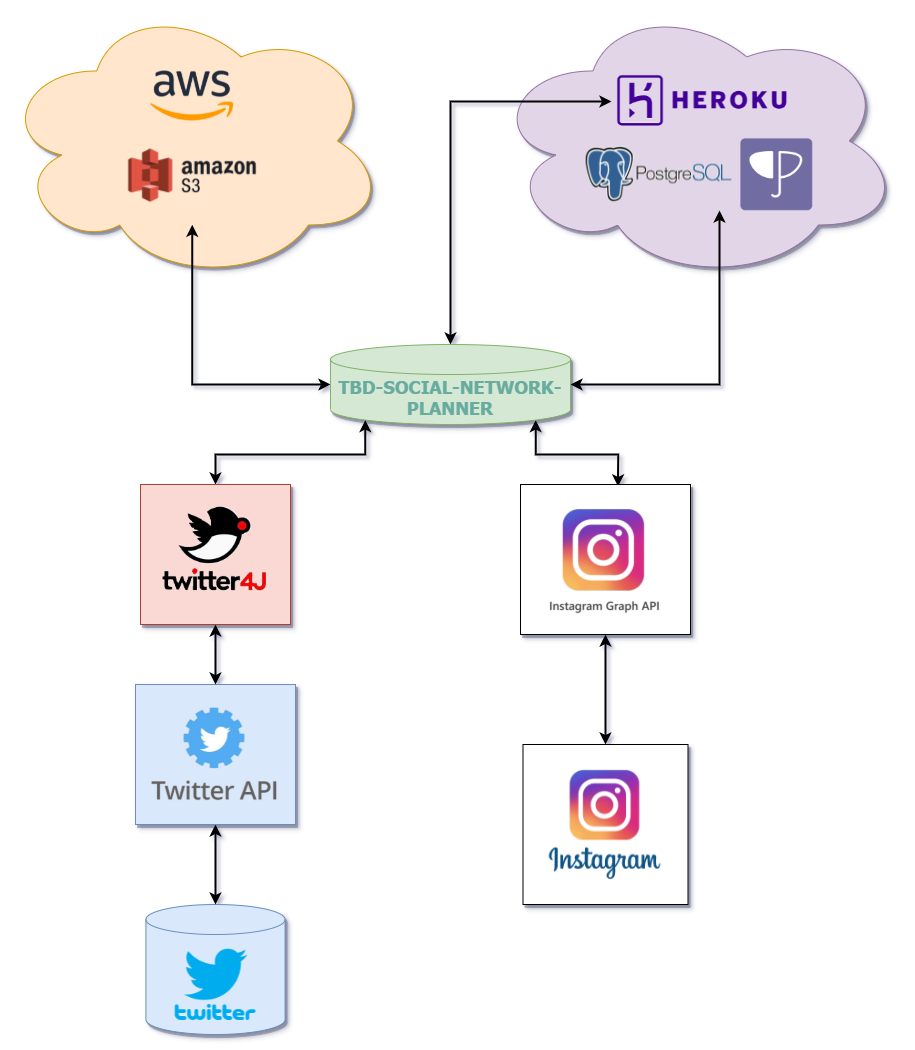 aws
HEROKU
amazon
S3
PostgreSQL
TBD-SOCIAL-NETWORK-
PLANNER
twitter4J
Instagram Graph API
Twitter API
Instagram
twitter